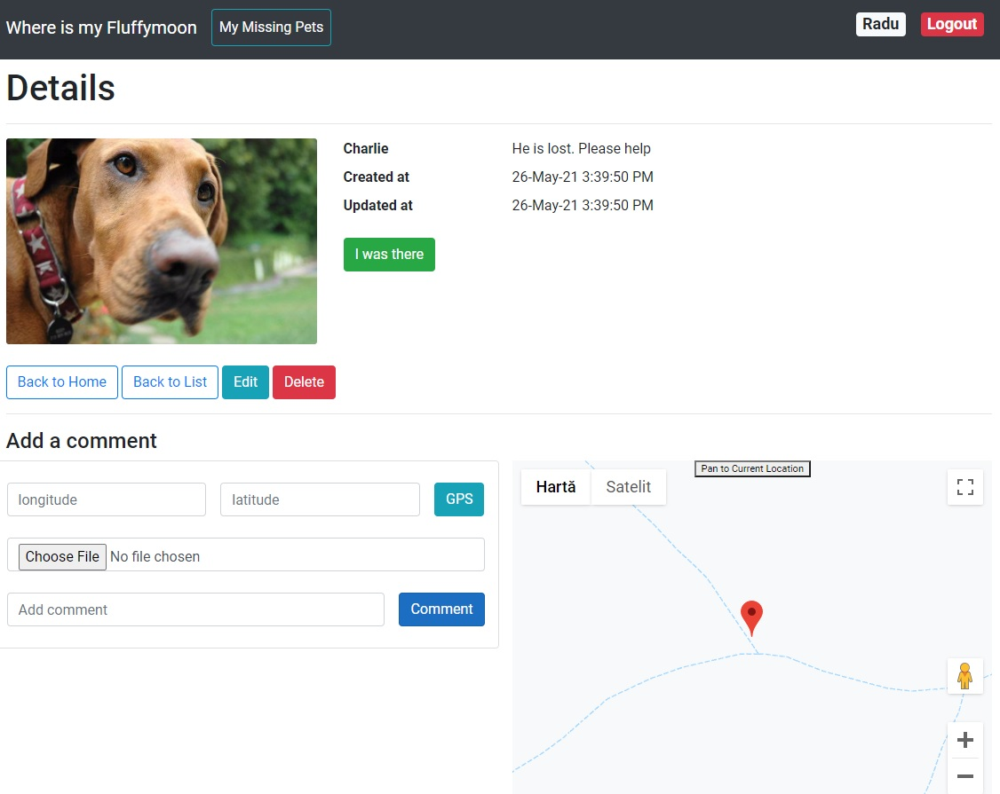 Where is my Fluffymoon My Missing Pets Radu Logout
Details
Charlie He is lost. Please help
Created at 26-May-21 3:39:50 PM
Updated at 26-May-21 3:39:50 PM
I was there
Back to Home Back to List Edit Delete
Add a comment
longitude latitude GPS
Choose File No file chosen
Add comment Comment
Pan to Current Location
Hartă Satelit